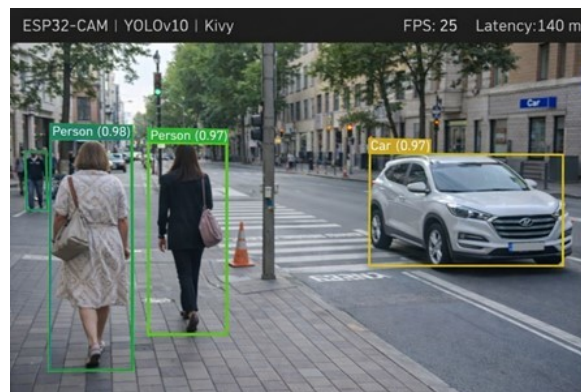 ESP32-CAM | YOLOv10 | Kivy FPS: 25 Latency:140 m
Person (0.98)
Person (0.97)
Car (0.97)
Car